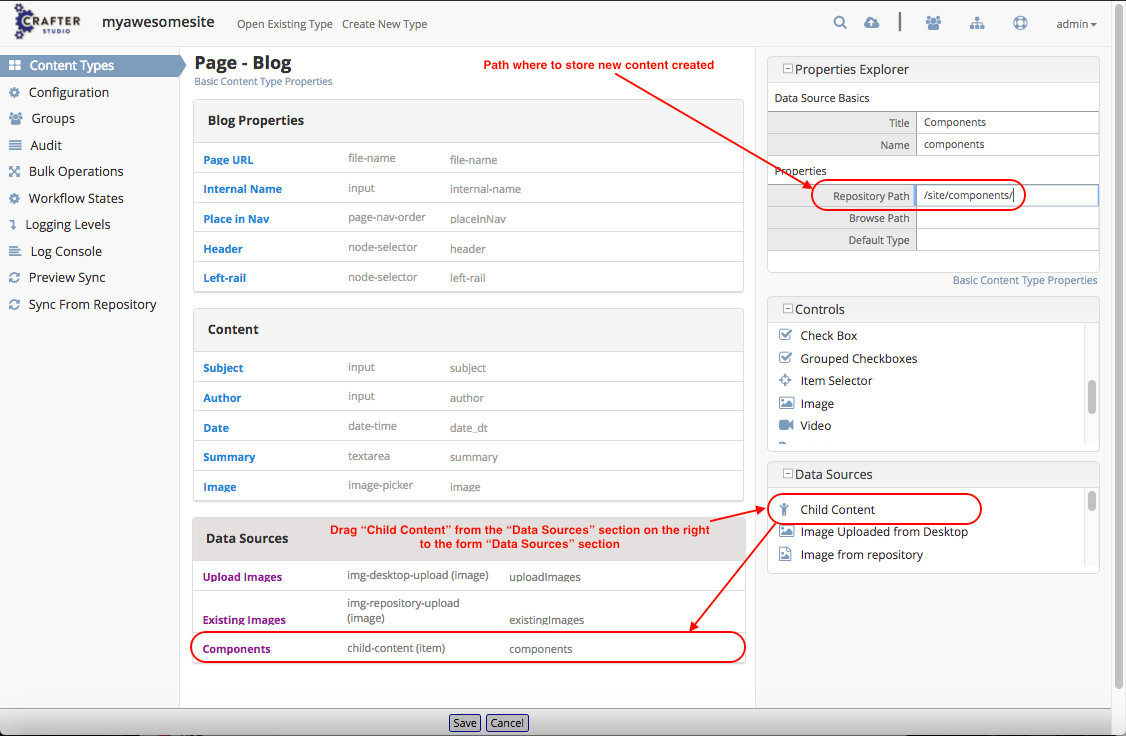 CRAFTER
STUDIO
myawesomesite
Open Existing Type
Create New Type
admin
Content Types
Configuration
Groups
Audit
Bulk Operations
Workflow States
Logging Levels
Log Console
Preview Sync
Sync From Repository
Page - Blog
Basic Content Type Properties
Path where to store new content created
Blog Properties
Page URL file-name file-name
Internal Name input internal-name
Place in Nav page-nav-order placeInNav
Header node-selector header
Left-rail node-selector left-rail
Content
Subject input subject
Author input author
Date date-time date_dt
Summary textarea summary
Image image-picker image
Data Sources
Drag “Child Content” from the “Data Sources” section on the right
to the form “Data Sources” section
Upload Images img-desktop-upload (image) uploadImages
img-repository-upload
Existing Images (image) existingImages
Components child-content (item) components
Properties Explorer
Data Source Basics
Title Components
Name components
Properties
Repository Path /site/components/
Browse Path
Default Type
Basic Content Type Properties
Controls
Check Box
Grouped Checkboxes
Item Selector
Image
Video
Data Sources
Child Content
Image Uploaded from Desktop
Image from repository
Save Cancel